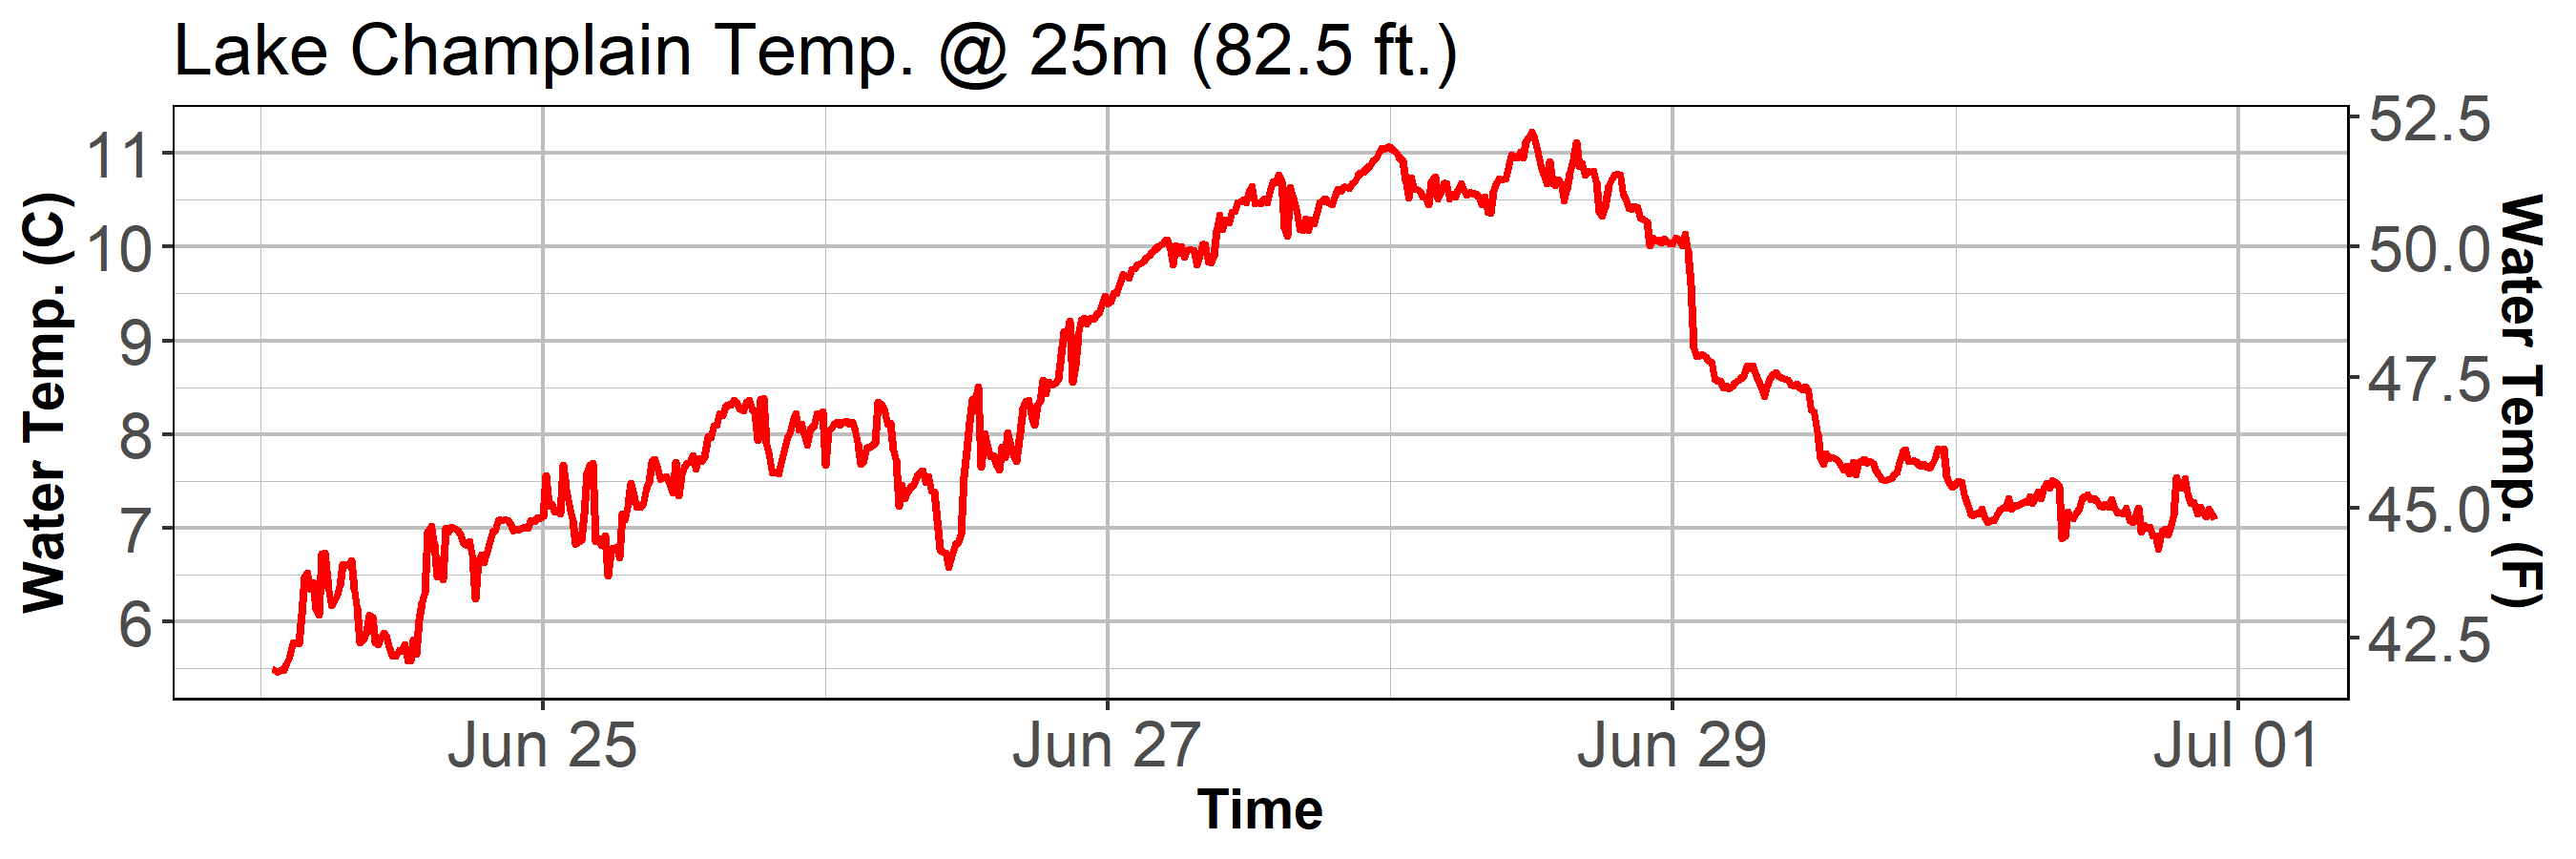 Lake Champlain Temp. @ 25m (82.5 ft.)
Water Temp. (C)
11
10
9
8
7
6
52.5
50.0
47.5
45.0
42.5
Water Temp. (F)
Jun 25 Jun 27 Jun 29 Jul 01
Time